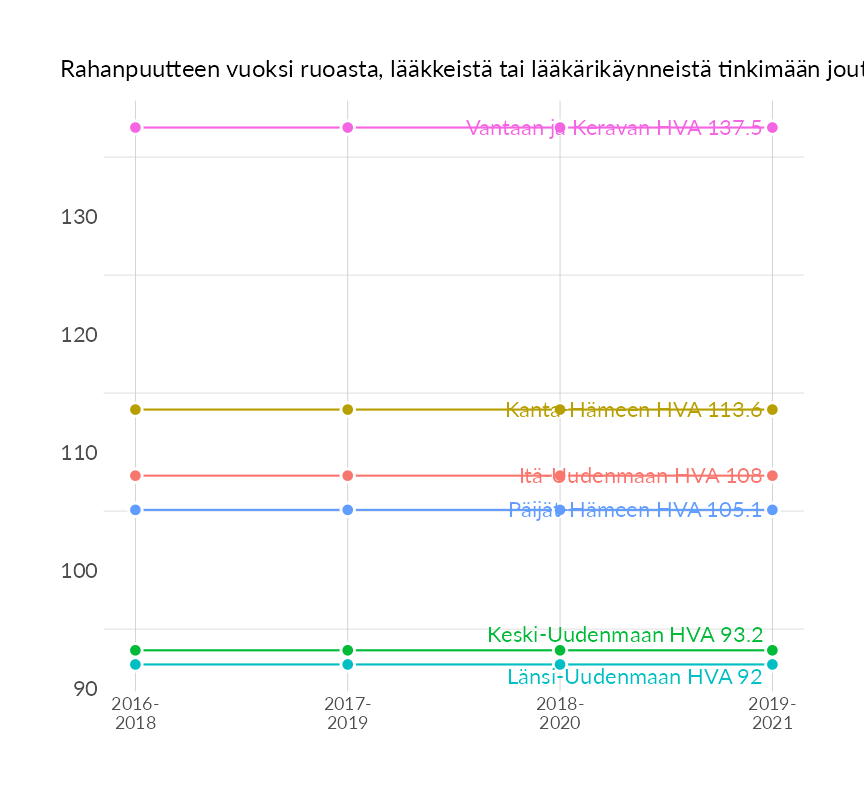 Rahanpuutteen vuoksi ruoasta, lääkkeistä tai lääkärikäynneistä tinkimään
Vantaan ja Keravan HVA 137.5
130
120
Kanta-Hämeen HVA 113.6
110
Itä-Uudenmaan HVA 108
Päijät-Hämeen HVA 105.1
100
Keski-Uudenmaan HVA 93.2
Länsi-Uudenmaan HVA 92
90
2016-
2018
2017-
2019
2018-
2020
2019-
2021